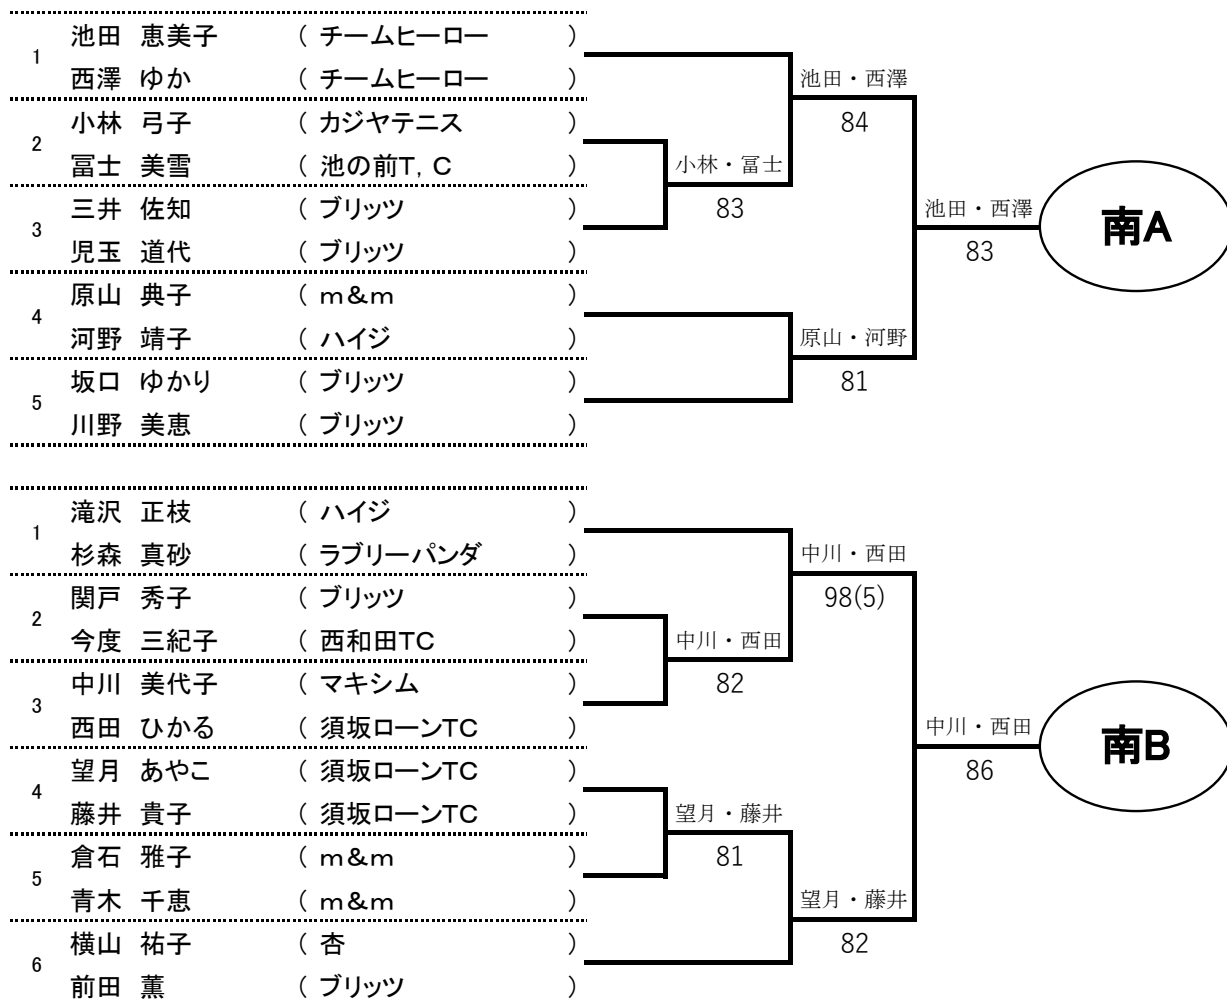 1
池田 恵美子 ( チームヒーロー )
西澤 ゆか ( チームヒーロー )
2
小林 弓子 ( カジヤテニス )
冨士 美雪 ( 池の前T，C )
3
三井 佐知 ( ブリッツ )
児玉 道代 ( ブリッツ )
4
原山 典子 ( m&m )
河野 靖子 ( ハイジ )
5
坂口 ゆかり ( ブリッツ )
川野 美恵 ( ブリッツ )
小林・冨士
83
池田・西澤
84
原山・河野
81
池田・西澤
83
南A
1
滝沢 正枝 ( ハイジ )
杉森 真砂 ( ラブリーパンダ )
2
関戸 秀子 ( ブリッツ )
今度 三紀子 ( 西和田TC )
3
中川 美代子 ( マキシム )
西田 ひかる ( 須坂ローンTC )
4
望月 あやこ ( 須坂ローンTC )
藤井 貴子 ( 須坂ローンTC )
5
倉石 雅子 ( m&m )
青木 千恵 ( m&m )
6
横山 祐子 ( 杏 )
前田 薫 ( ブリッツ )
中川・西田
82
望月・藤井
81
中川・西田
98(5)
望月・藤井
82
中川・西田
86
南B